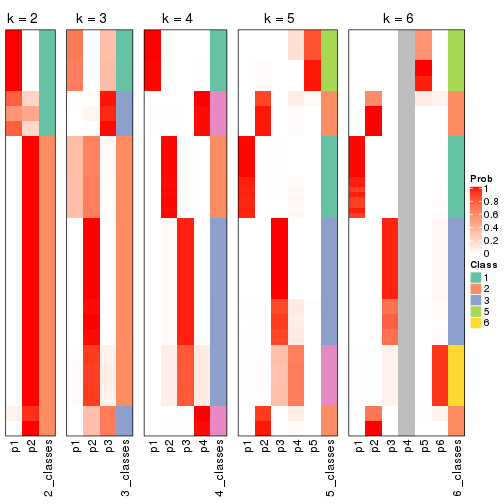 k = 2
k = 3
k = 4
k = 5
k = 6
Prob
1
0.8
0.6
0.4
0.2
0
Class
1
2
3
5
6
p1
p2
2_classes
p1
p2
p3
3_classes
p1
p2
p3
p4
4_classes
p1
p2
p3
p4
p5
5_classes
p1
p2
p3
p4
p5
p6
6_classes